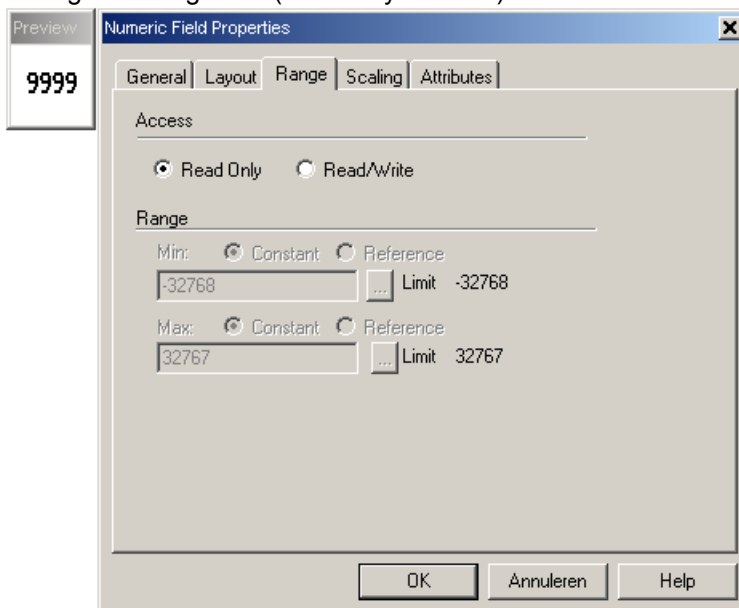 Preview
Numeric Field Properties
9999
General Layout Range Scaling Attributes
Access
Read Only Read/Write
Range
Min: Constant Reference
-32768 ... Limit -32768
Max: Constant Reference
32767 ... Limit 32767
OK Annuleren Help